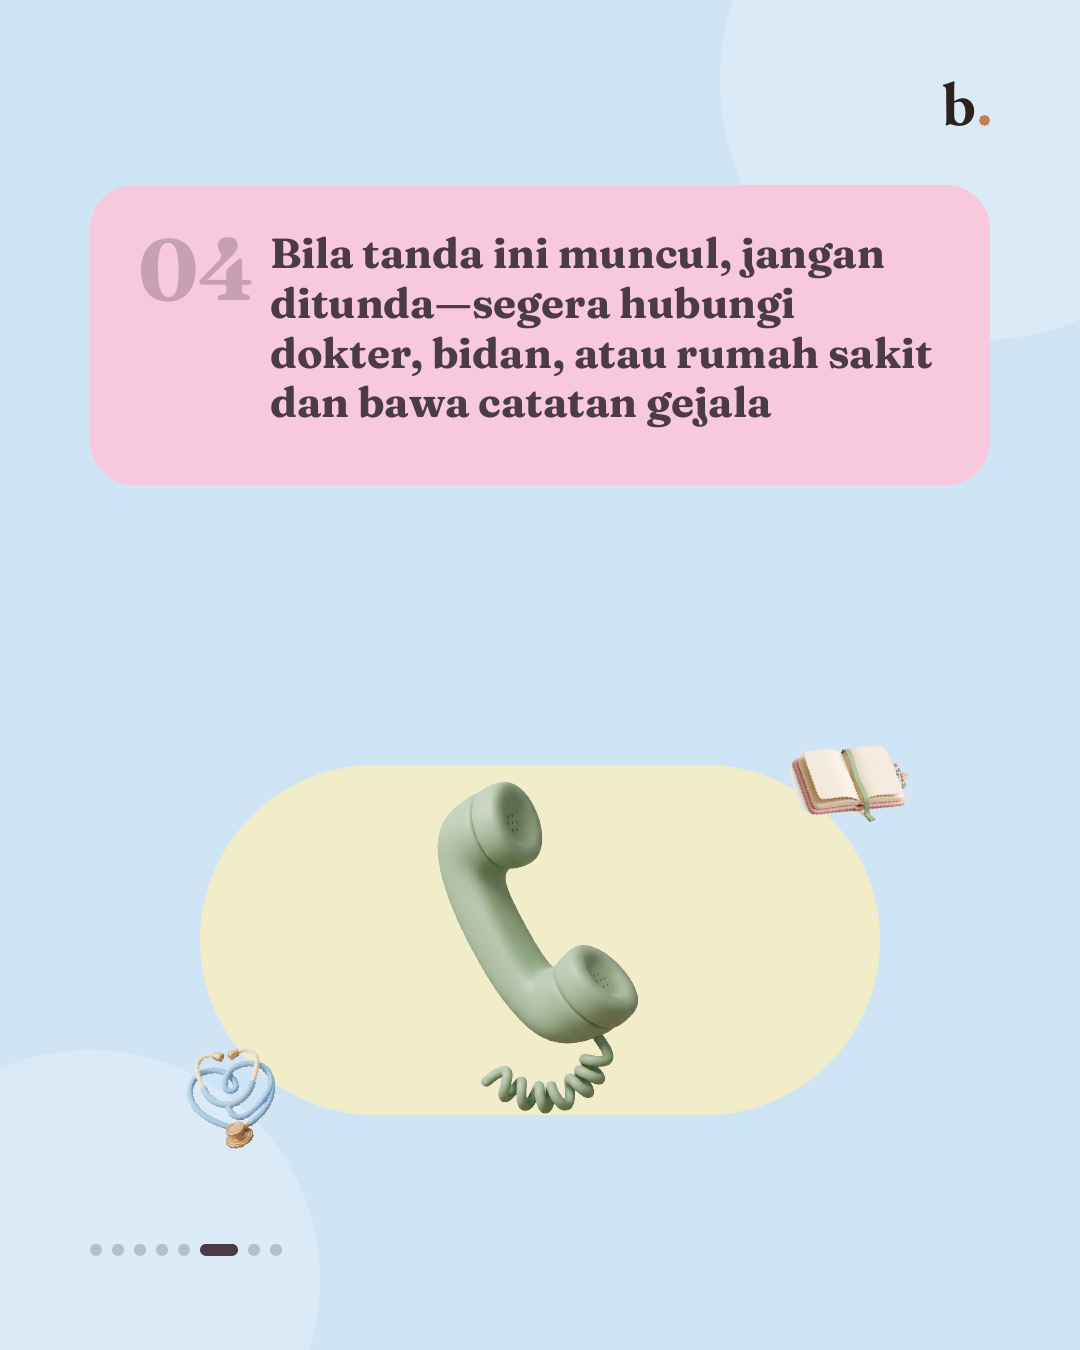 b.
04
Bila tanda ini muncul, jangan
ditunda—segera hubungi
dokter, bidan, atau rumah sakit
dan bawa catatan gejala